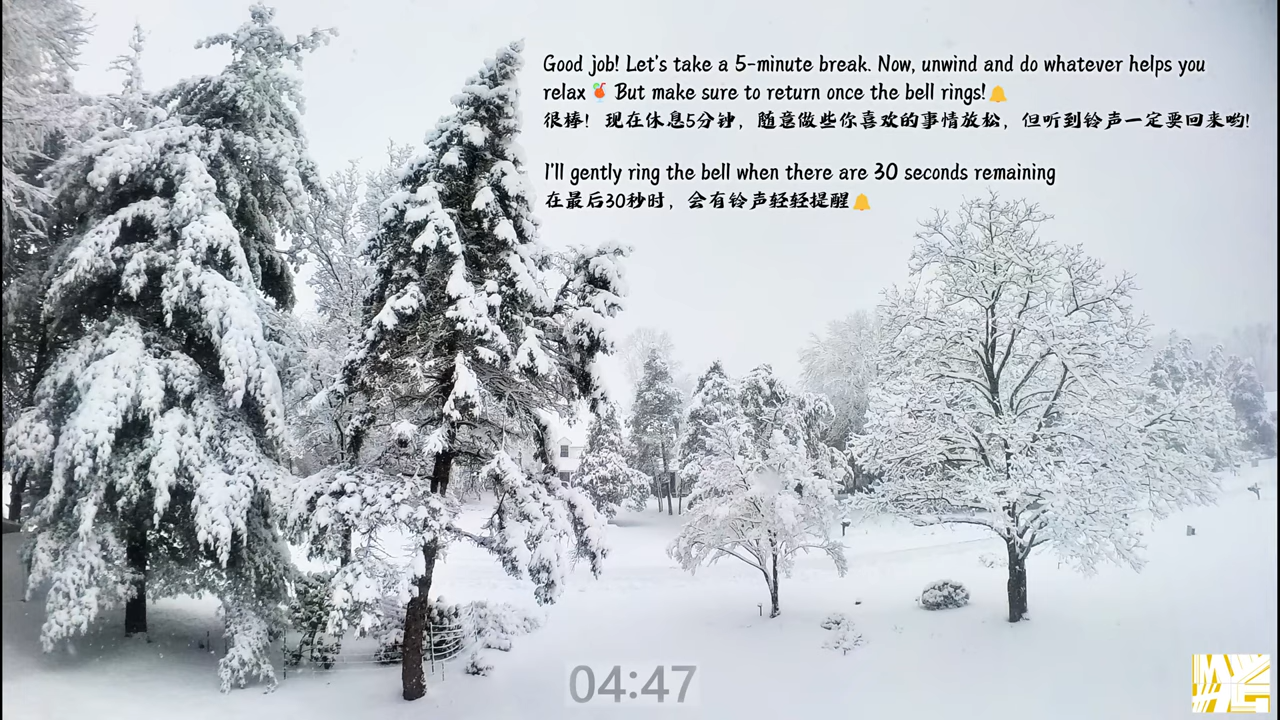 Good job! Let's take a 5-minute break. Now, unwind and do whatever helps you
relax🍹 But make sure to return once the bell rings!🔔
很棒！现在休息5分钟，随意做些你喜欢的事情放松，但听到铃声一定要回来哟!
I'll gently ring the bell when there are 30 seconds remaining
在最后30秒时，会有铃声轻轻提醒🔔
04:47